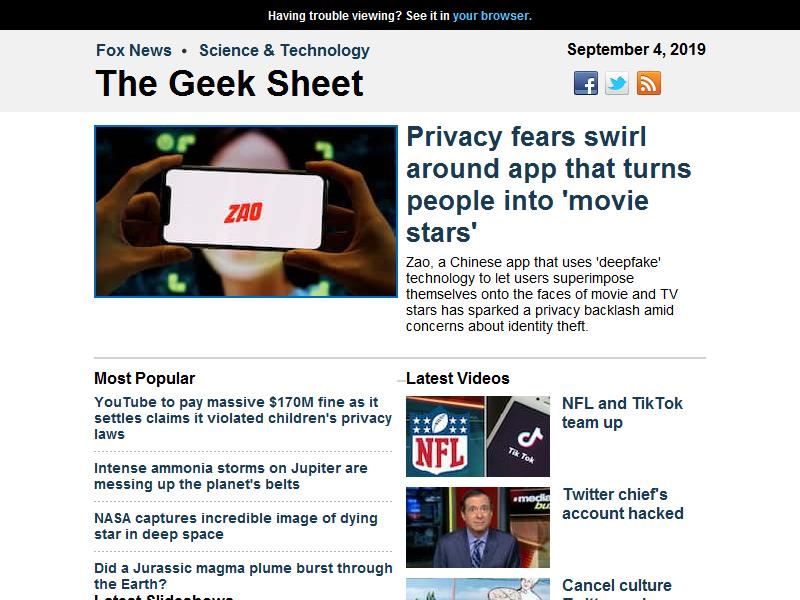 Having trouble viewing? See it in your browser.
Fox News • Science & Technology
September 4, 2019
The Geek Sheet
ZAO
Privacy fears swirl
around app that turns
people into 'movie
stars'
Zao, a Chinese app that uses 'deepfake'
technology to let users superimpose
themselves onto the faces of movie and TV
stars has sparked a privacy backlash amid
concerns about identity theft.
Most Popular
YouTube to pay massive $170M fine as it
settles claims it violated children's privacy
laws
Intense ammonia storms on Jupiter are
messing up the planet's belts
NASA captures incredible image of dying
star in deep space
Did a Jurassic magma plume burst through
the Earth?
Latest Slideshows
Latest Videos
NFL
Tik Tok
NFL and TikTok
team up
media
Twitter chief's
account hacked
Cancel culture